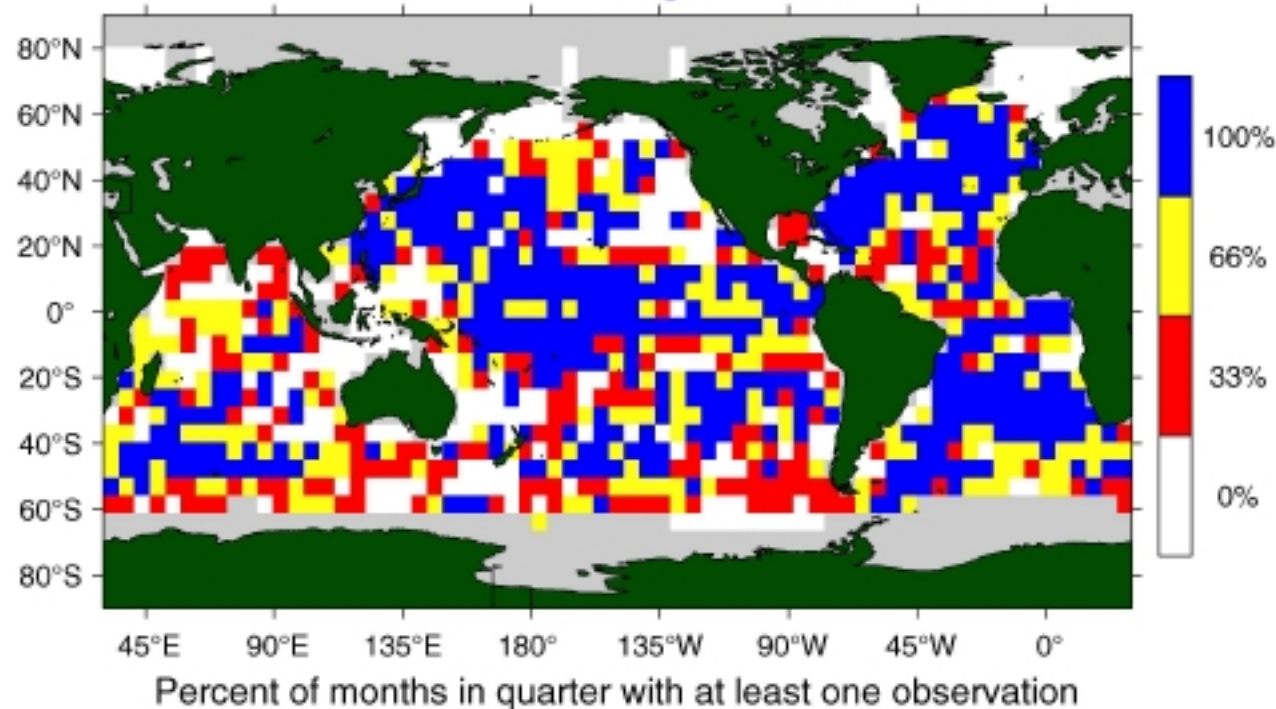 80°N
60°N
40°N
20°N
0°
20°S
40°S
60°S
80°S
100%
66%
33%
0%
45°E 90°E 135°E 180° 135°W 90°W 45°W 0°
Percent of months in quarter with at least one observation